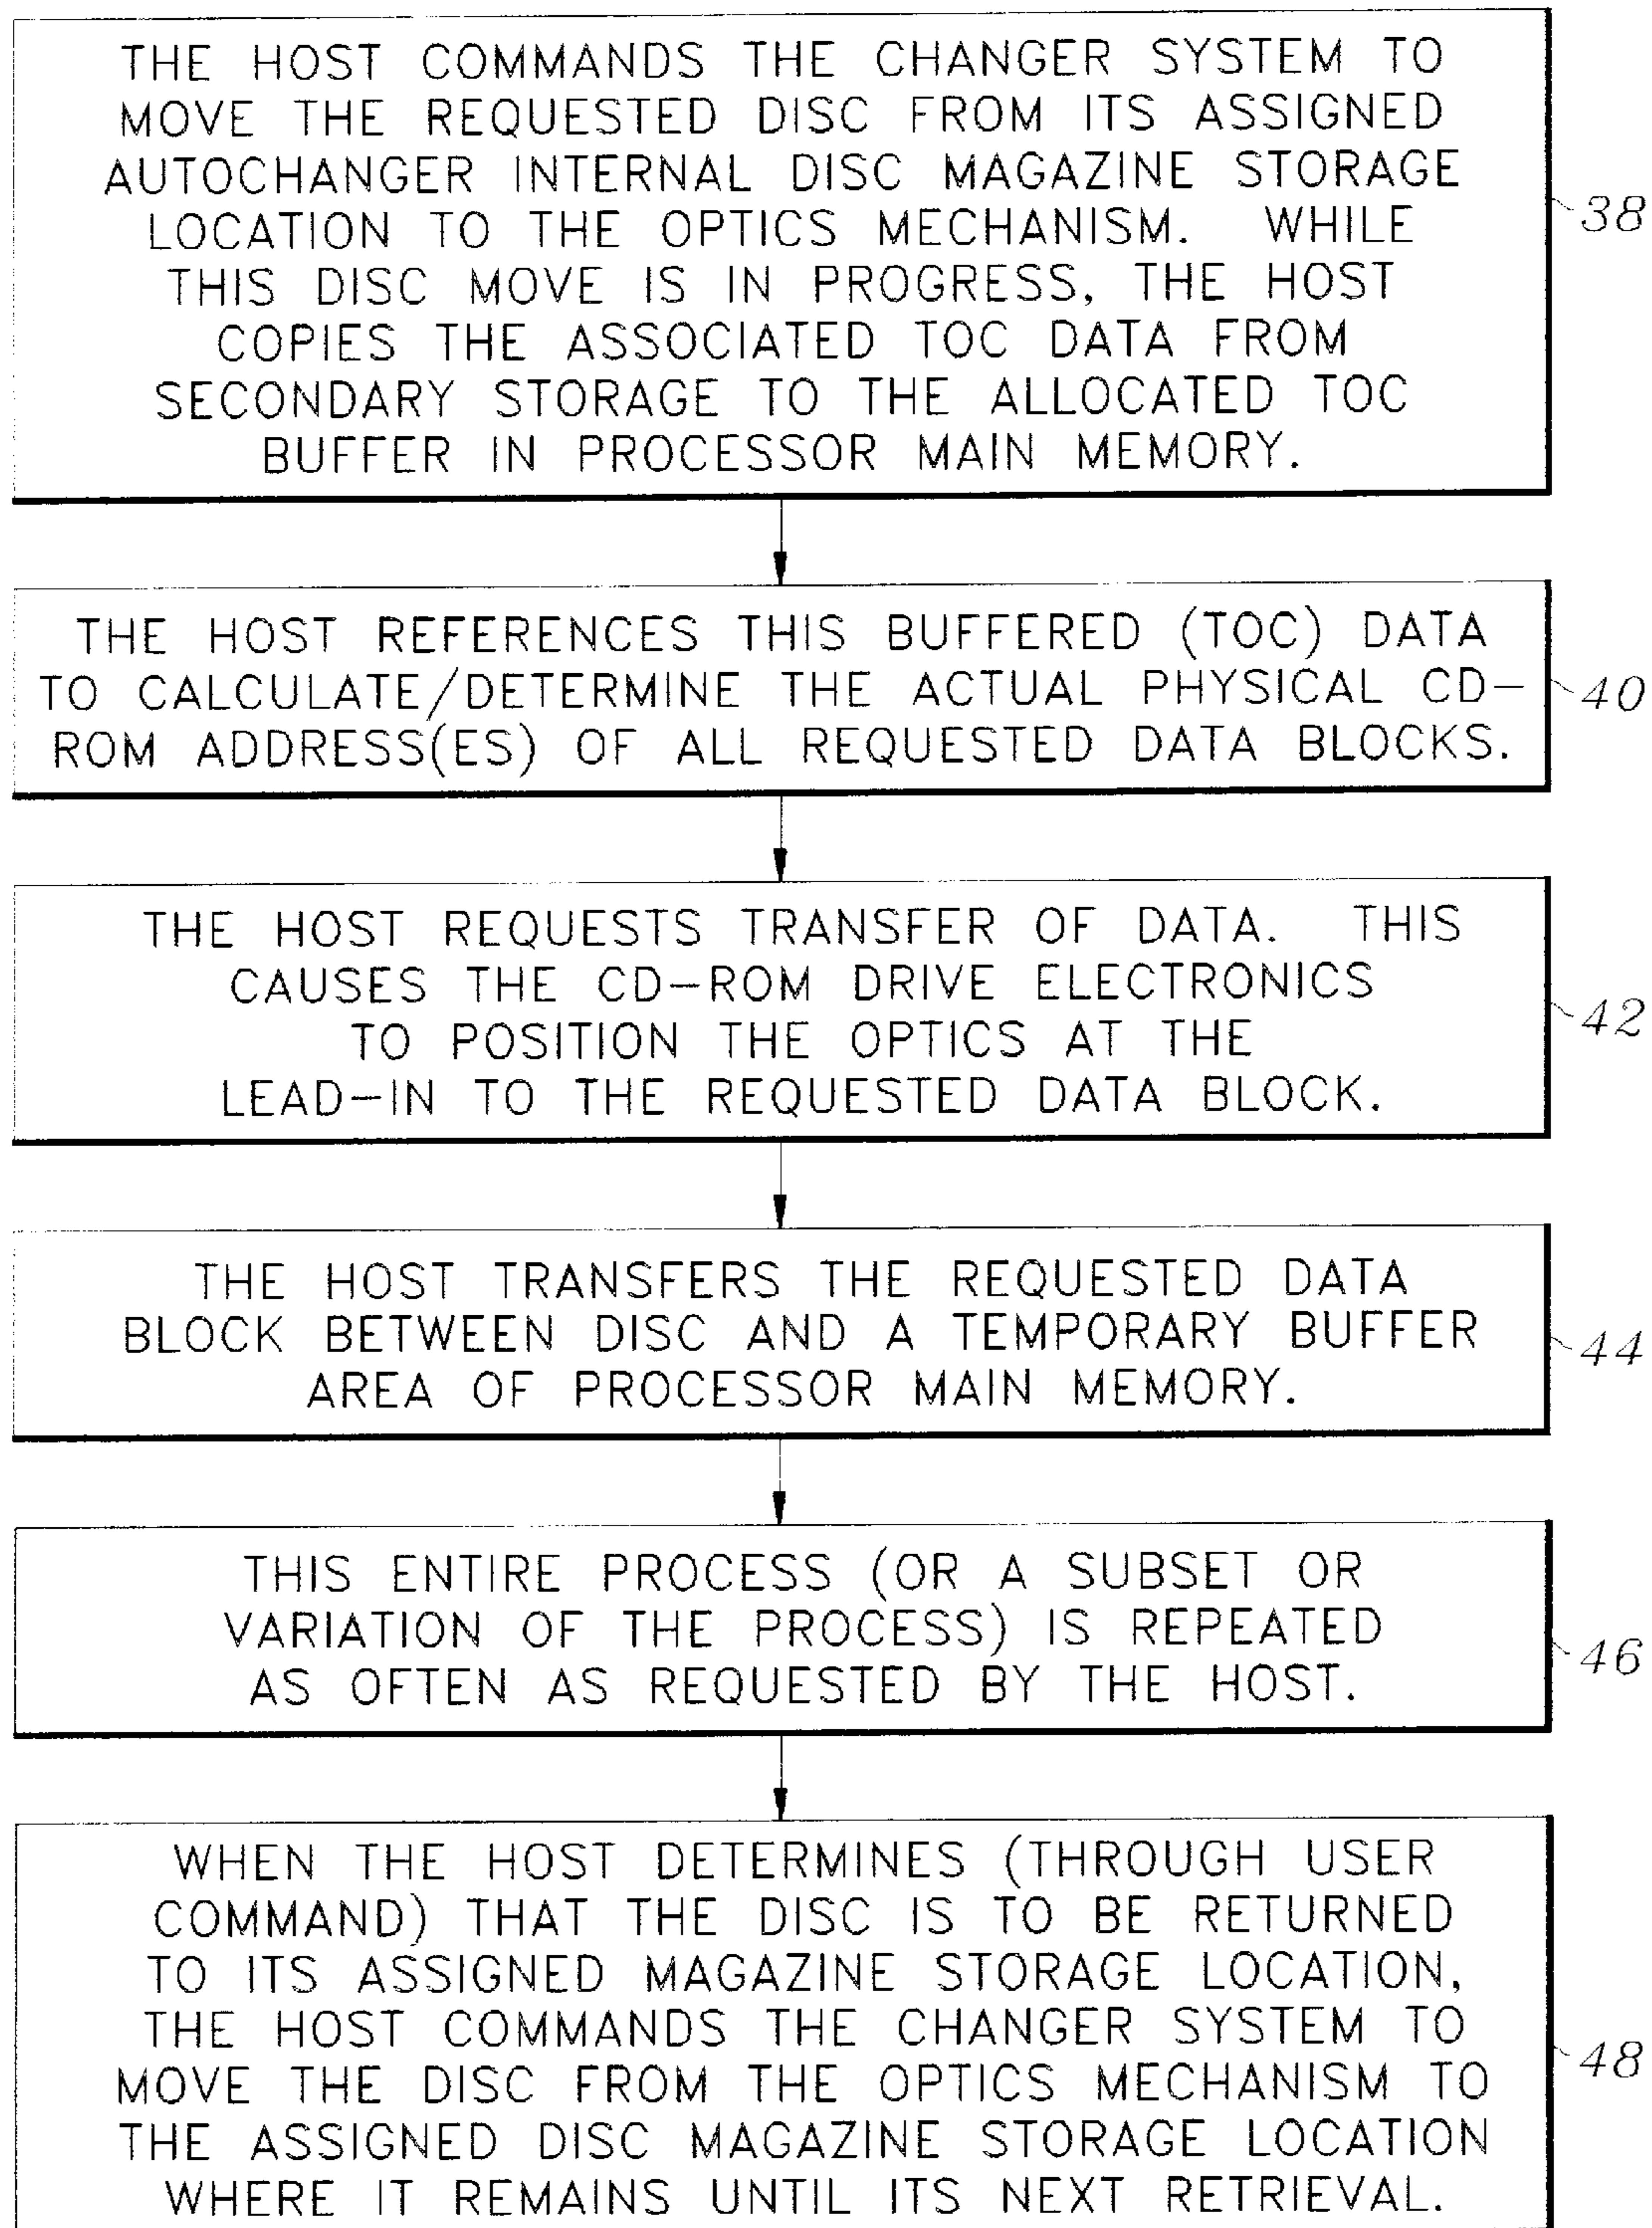 THE HOST COMMANDS THE CHANGER SYSTEM TO
MOVE THE REQUESTED DISC FROM ITS ASSIGNED
AUTOCHANGER INTERNAL DISC MAGAZINE STORAGE
LOCATION TO THE OPTICS MECHANISM. WHILE
THIS DISC MOVE IS IN PROGRESS, THE HOST
COPIES THE ASSOCIATED TOC DATA FROM
SECONDARY STORAGE TO THE ALLOCATED TOC
BUFFER IN PROCESSOR MAIN MEMORY.
38
THE HOST REFERENCES THIS BUFFERED (TOC) DATA
TO CALCULATE/DETERMINE THE ACTUAL PHYSICAL CD-
ROM ADDRESS(ES) OF ALL REQUESTED DATA BLOCKS.
40
THE HOST REQUESTS TRANSFER OF DATA. THIS
CAUSES THE CD-ROM DRIVE ELECTRONICS
TO POSITION THE OPTICS AT THE
LEAD-IN TO THE REQUESTED DATA BLOCK.
42
THE HOST TRANSFERS THE REQUESTED DATA
BLOCK BETWEEN DISC AND A TEMPORARY BUFFER
AREA OF PROCESSOR MAIN MEMORY.
44
THIS ENTIRE PROCESS (OR A SUBSET OR
VARIATION OF THE PROCESS) IS REPEATED
AS OFTEN AS REQUESTED BY THE HOST.
46
WHEN THE HOST DETERMINES (THROUGH USER
COMMAND) THAT THE DISC IS TO BE RETURNED
TO ITS ASSIGNED MAGAZINE STORAGE LOCATION,
THE HOST COMMANDS THE CHANGER SYSTEM TO
MOVE THE DISC FROM THE OPTICS MECHANISM TO
THE ASSIGNED DISC MAGAZINE STORAGE LOCATION
WHERE IT REMAINS UNTIL ITS NEXT RETRIEVAL.
48